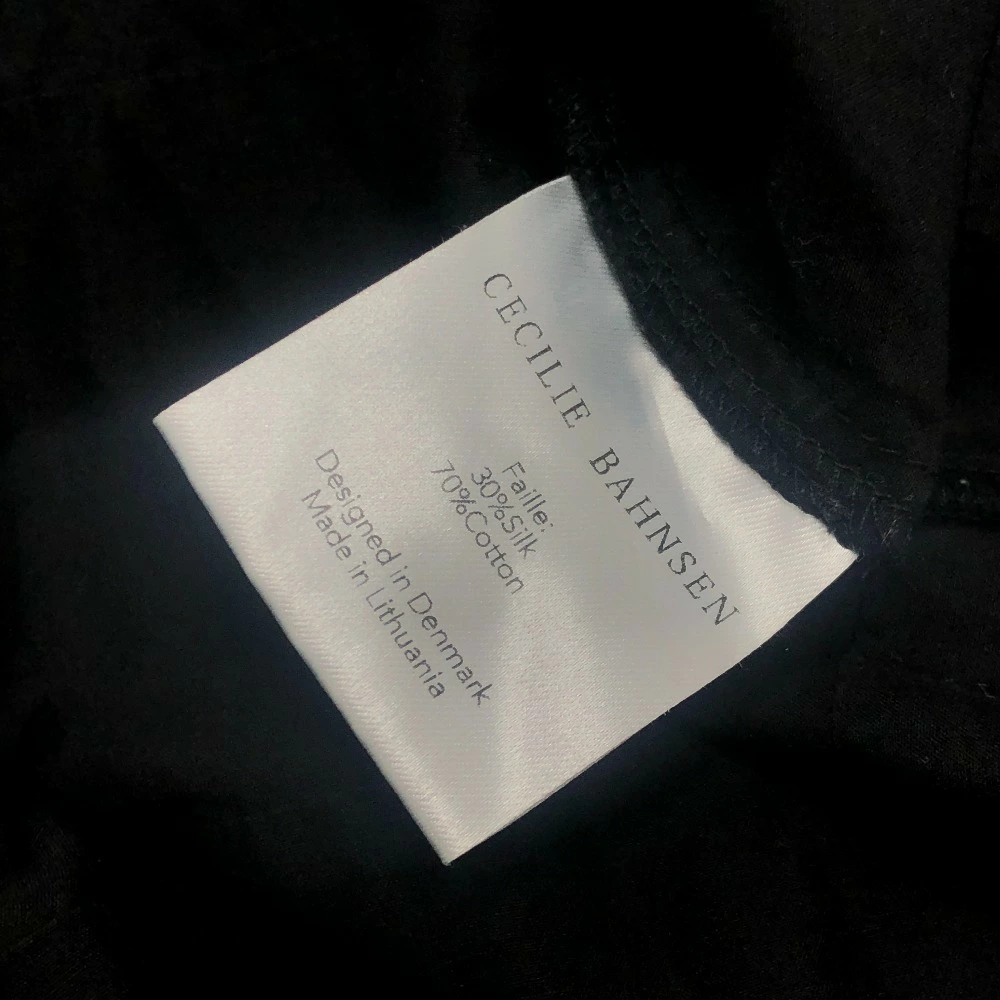 CECILIE BAHNSEN
Faille:
30%Silk
70%Cotton
Designed in Denmark
Made in Lithuania